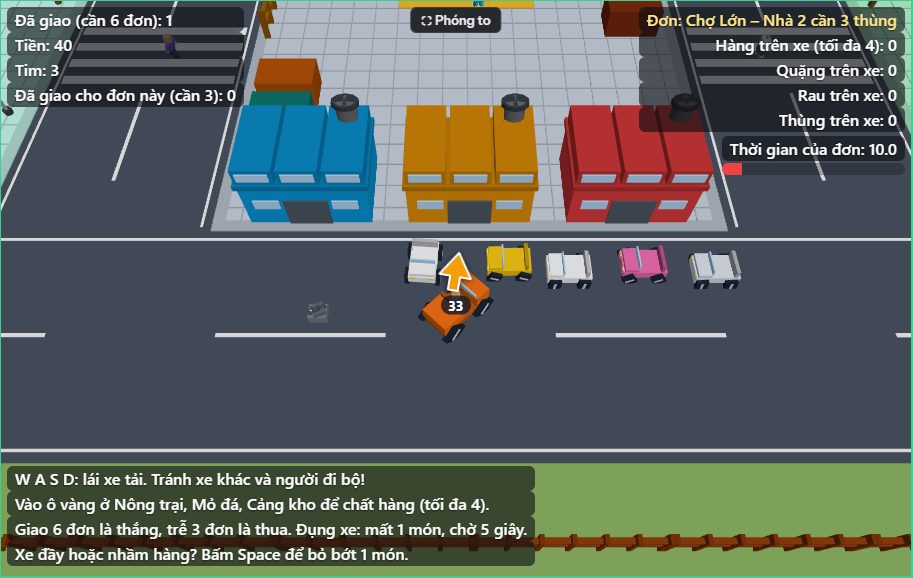 Đã giao (cần 6 đơn): 1
Tiền: 40
Tim: 3
Đã giao cho đơn này (cần 3): 0
Phóng to
Đơn: Chợ Lớn – Nhà 2 cần 3 thùng
Hàng trên xe (tối đa 4): 0
Quặng trên xe: 0
Rau trên xe: 0
Thùng trên xe: 0
Thời gian của đơn: 10.0
33
W A S D: lái xe tải. Tránh xe khác và người đi bộ!
Vào ô vàng ở Nông trại, Mỏ đá, Cảng kho để chất hàng (tối đa 4).
Giao 6 đơn là thắng, trễ 3 đơn là thua. Đụng xe: mất 1 món, chờ 5 giây.
Xe đầy hoặc nhầm hàng? Bấm Space để bỏ bớt 1 món.